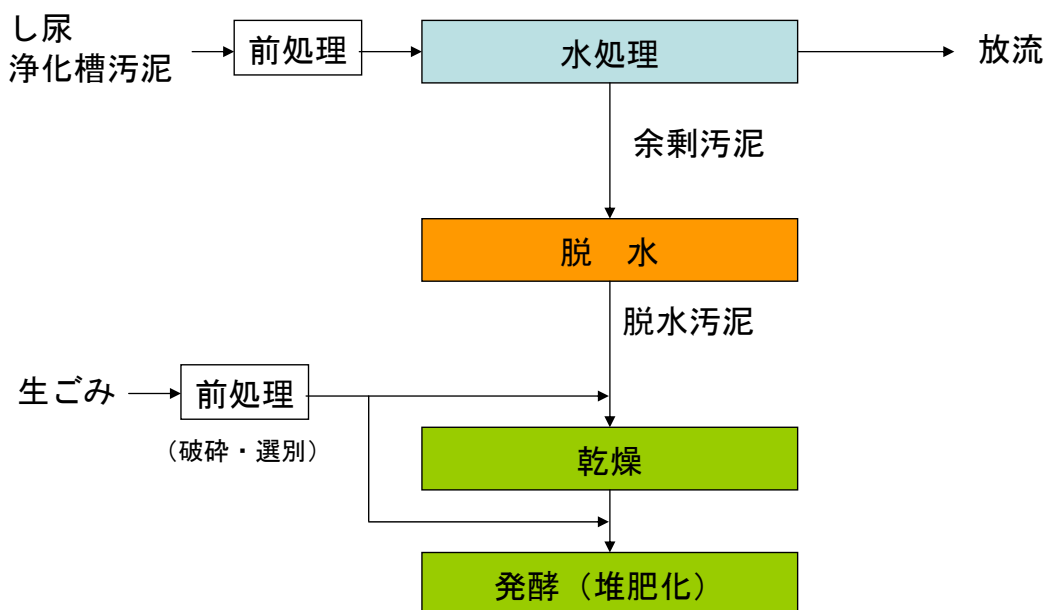 し尿
浄化槽汚泥
前処理
水処理
放流
余剰汚泥
脱　水
脱水汚泥
生ごみ
前処理
（破砕・選別）
乾燥
発酵（堆肥化）